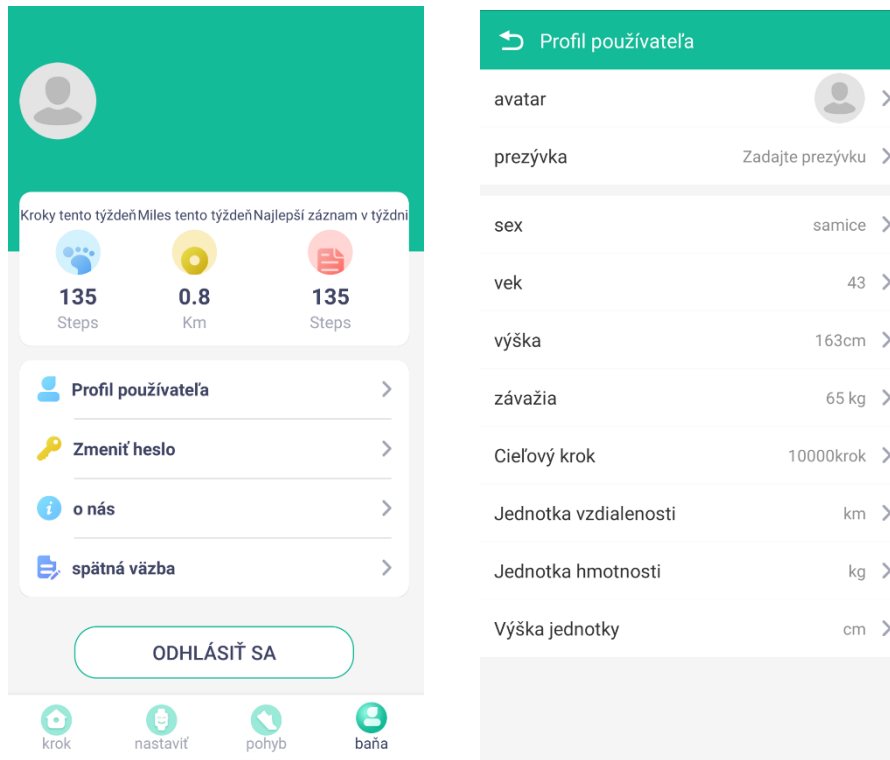 Kroky tento týždeň Miles tento týždeň Najlepší záznam v týždni
135 0.8 135
Steps Km Steps
Profil používateľa
Zmeniť heslo
o nás
spätná väzba
ODHLÁSIŤ SA
krok nastaviť pohyb baňa
Profil používateľa
avatar
prezývka Zadajte prezývku
sex samice
vek 43
výška 163cm
závažia 65 kg
Cieľový krok 10000krok
Jednotka vzdialenosti km
Jednotka hmotnosti kg
Výška jednotky cm